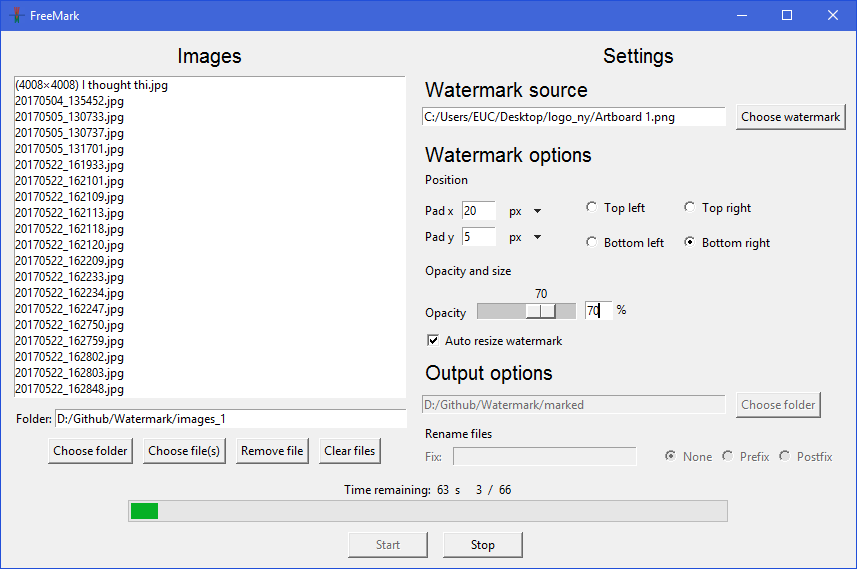 FreeMark
Images
(4008×4008) I thought thi.jpg
20170504_135452.jpg
20170505_130733.jpg
20170505_130737.jpg
20170505_131701.jpg
20170522_161933.jpg
20170522_162101.jpg
20170522_162109.jpg
20170522_162113.jpg
20170522_162118.jpg
20170522_162120.jpg
20170522_162209.jpg
20170522_162233.jpg
20170522_162234.jpg
20170522_162247.jpg
20170522_162750.jpg
20170522_162759.jpg
20170522_162802.jpg
20170522_162803.jpg
20170522_162848.jpg
Folder: D:/Github/Watermark/images_1
Choose folder Choose file(s) Remove file Clear files
Settings
Watermark source
C:/Users/EUC/Desktop/logo_ny/Artboard 1.png Choose watermark
Watermark options
Position
Pad x 20 px Top left Top right
Pad y 5 px Bottom left Bottom right
Opacity and size
70
Opacity 70 %
Auto resize watermark
Output options
D:/Github/Watermark/marked Choose folder
Rename files
Fix: None Prefix Postfix
Time remaining: 63 s 3 / 66
Start Stop